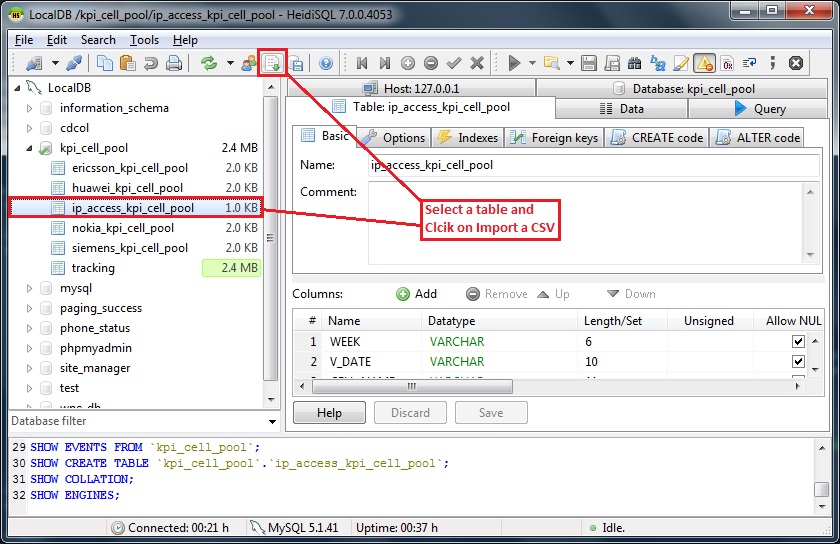 LocalDB /kpi_cell_pool/ip_access_kpi_cell_pool - HeidiSQL 7.0.0.4053
File Edit Search Tools Help
LocalDB
information_schema
cdcol
kpi_cell_pool 2.4 MB
ericsson_kpi_cell_pool 2.0 KB
huawei_kpi_cell_pool 2.0 KB
ip_access_kpi_cell_pool 1.0 KB
nokia_kpi_cell_pool 2.0 KB
siemens_kpi_cell_pool 2.0 KB
tracking 2.4 MB
mysql
paging_success
phone_status
phpmyadmin
site_manager
test
Database filter
Host: 127.0.0.1 Database: kpi_cell_pool
Table: ip_access_kpi_cell_pool Data Query
Basic Options Indexes Foreign keys CREATE code ALTER code
Name: ip_access_kpi_cell_pool
Comment:
Select a table and
Clcik on Import a CSV
Columns: Add Remove Up Down
# Name Datatype Length/Set Unsigned Allow NUL
1 WEEK VARCHAR 6
2 V_DATE VARCHAR 10
Help Discard Save
29 SHOW EVENTS FROM `kpi_cell_pool`;
30 SHOW CREATE TABLE `kpi_cell_pool`.`ip_access_kpi_cell_pool`;
31 SHOW COLLATION;
32 SHOW ENGINES;
Connected: 00:21 h MySQL 5.1.41 Uptime: 00:37 h Idle.